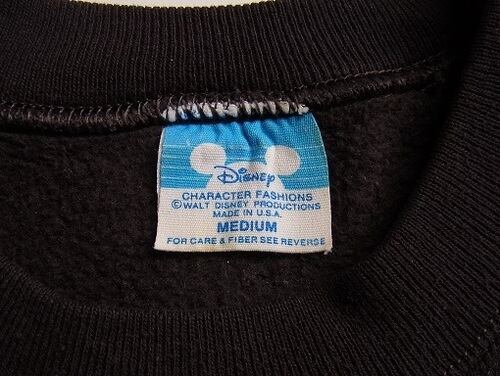 Disney
CHARACTER FASHIONS
©WALT DISNEY PRODUCTIONS
MADE IN U.S.A.
MEDIUM
FOR CARE & FIBER SEE REVERSE